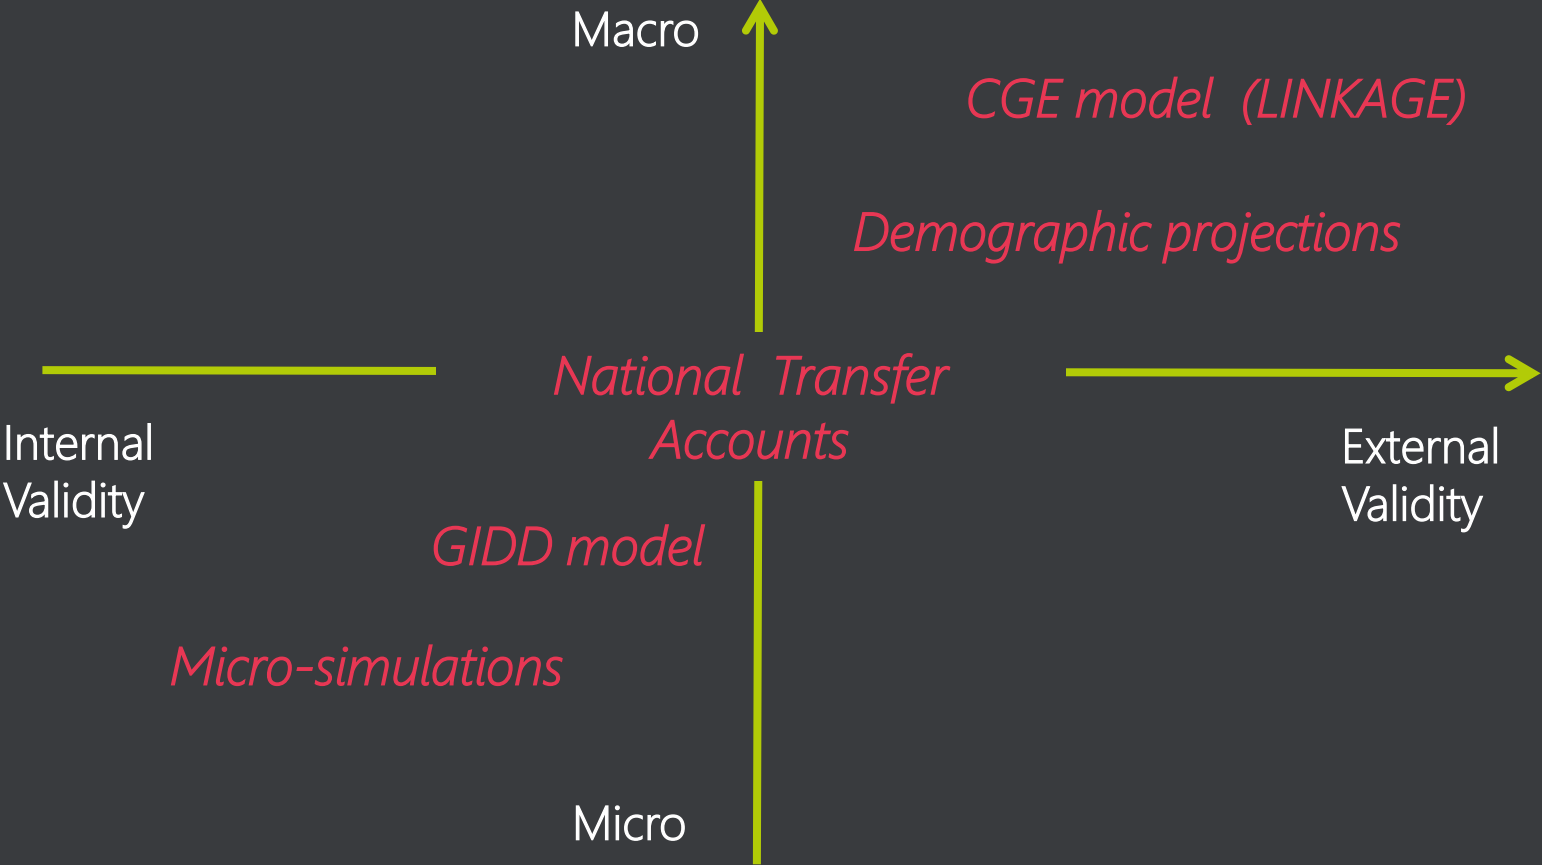 Macro
CGE model (LINKAGE)
Demographic projections
National Transfer
Accounts
Internal
Validity
External
Validity
GIDD model
Micro-simulations
Micro